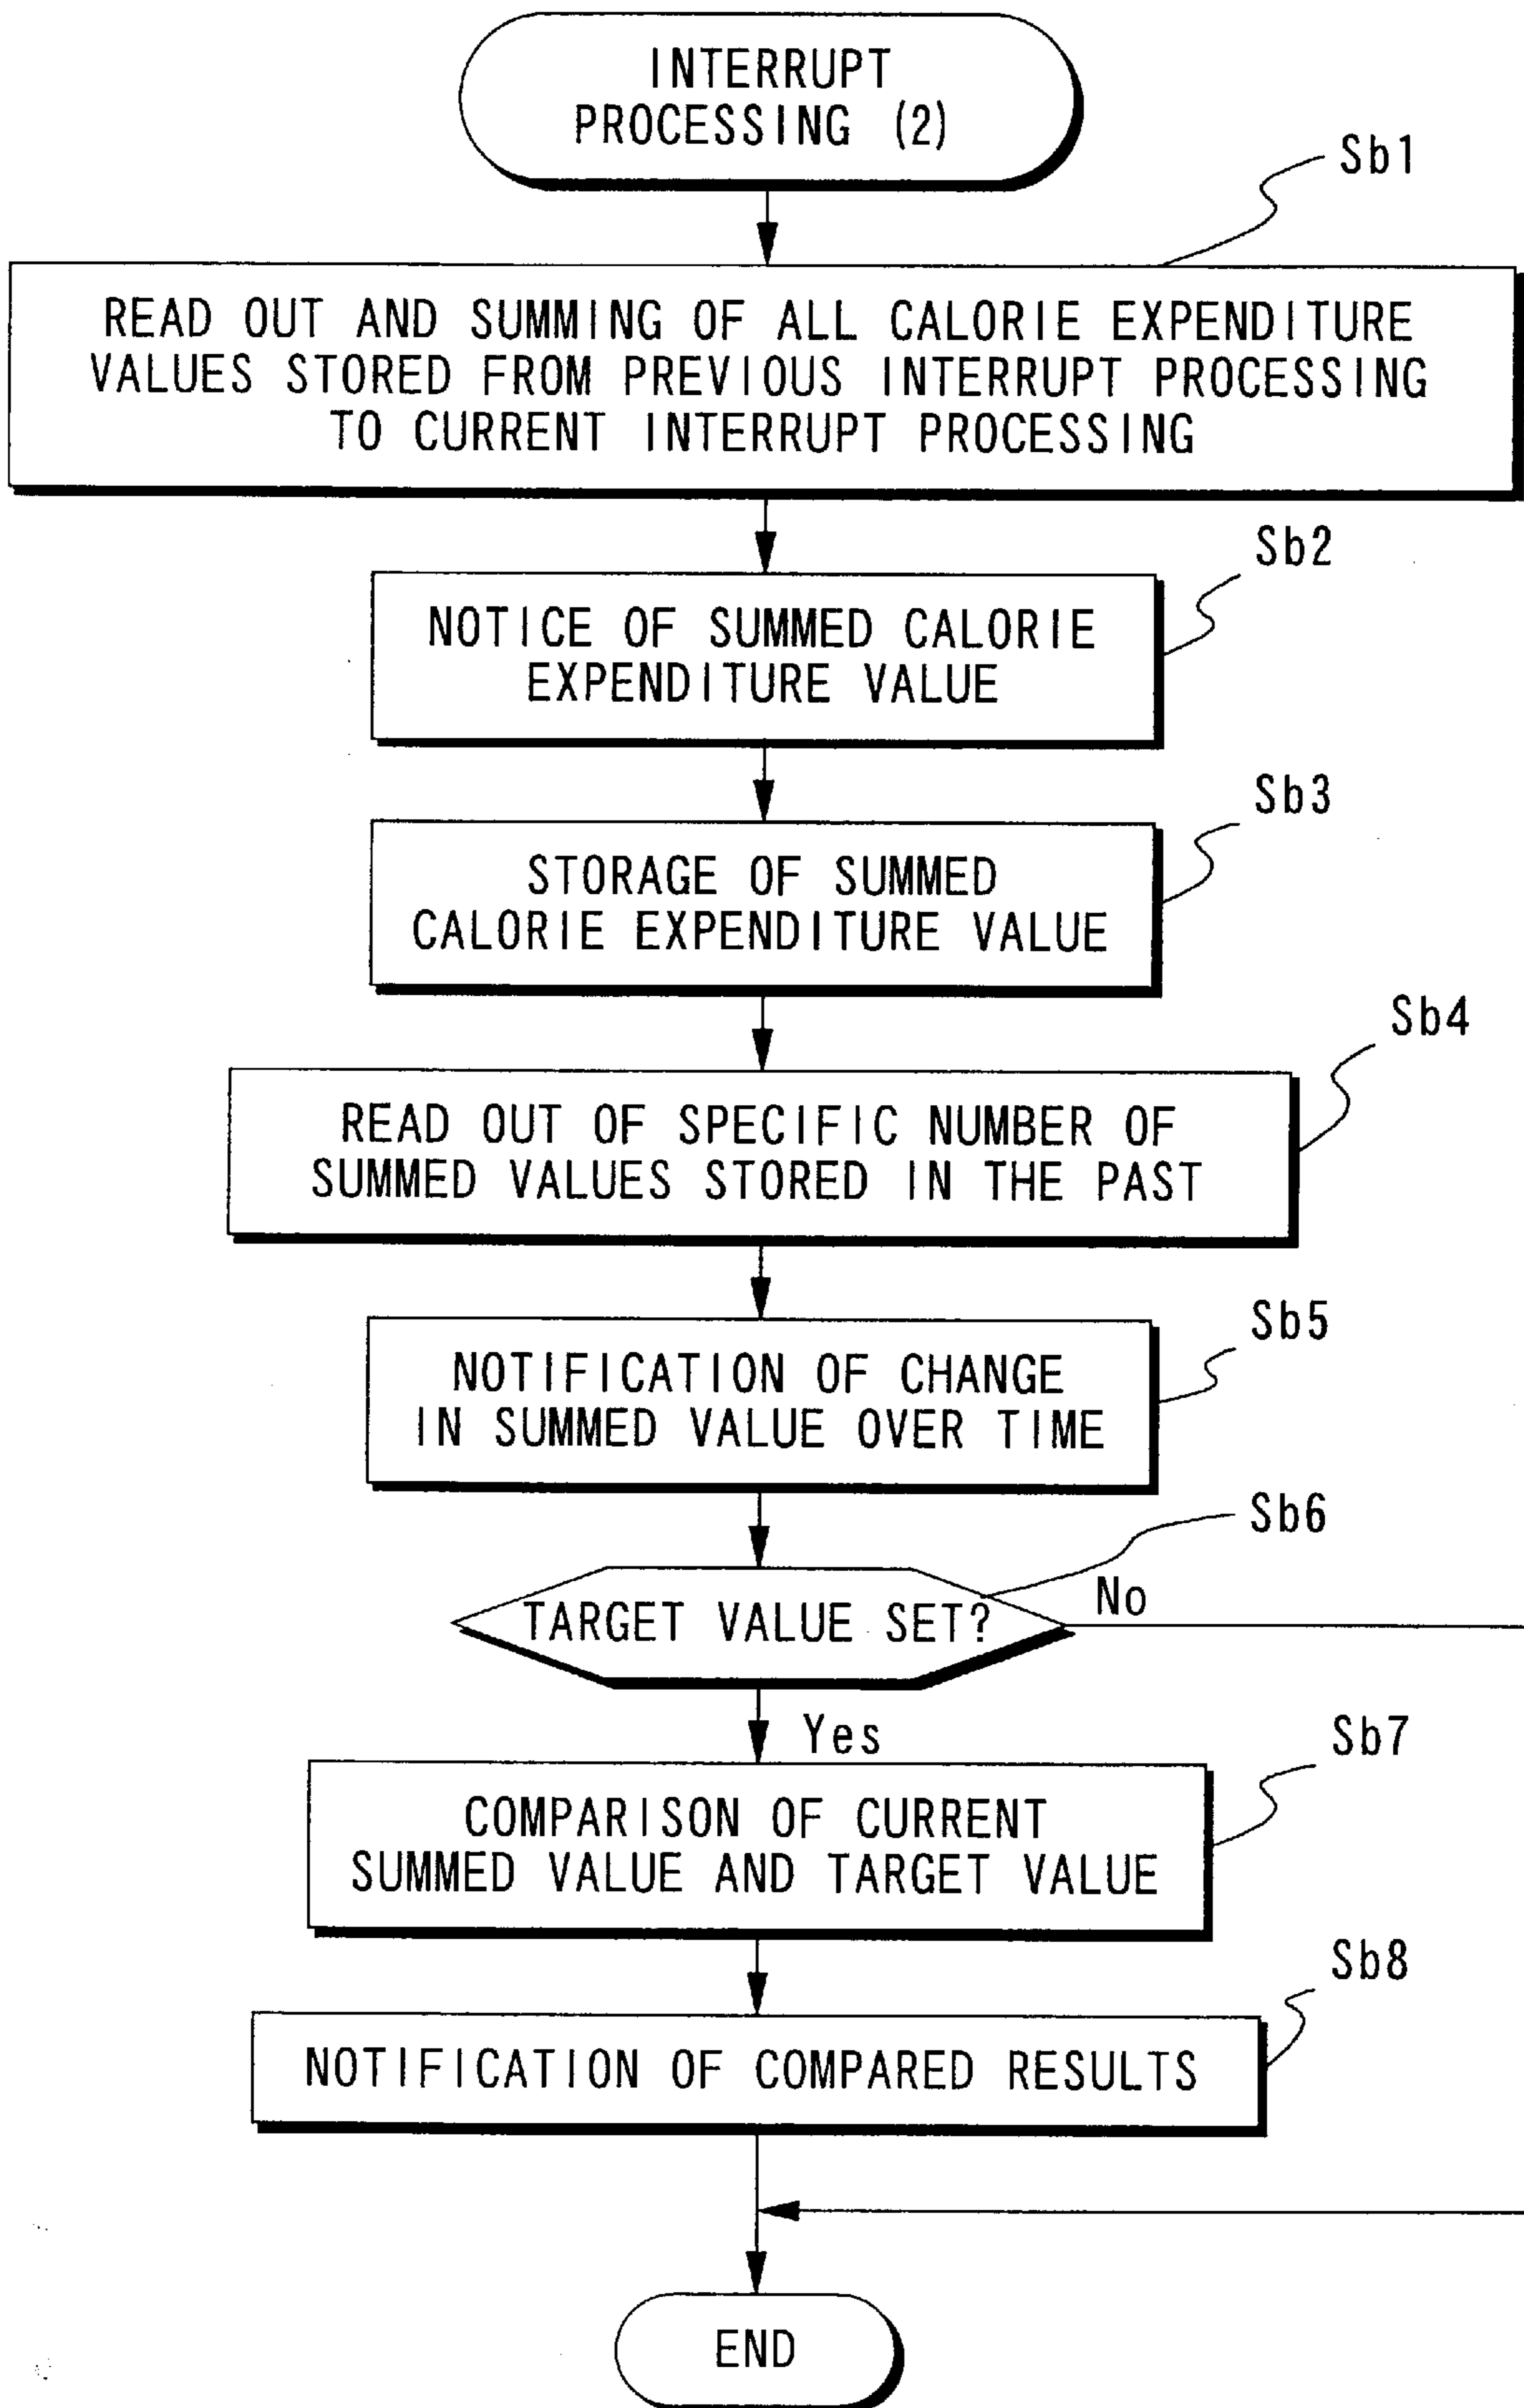 INTERRUPT
PROCESSING (2)
Sb1
READ OUT AND SUMMING OF ALL CALORIE EXPENDITURE
VALUES STORED FROM PREVIOUS INTERRUPT PROCESSING
TO CURRENT INTERRUPT PROCESSING
Sb2
NOTICE OF SUMMED CALORIE
EXPENDITURE VALUE
Sb3
STORAGE OF SUMMED
CALORIE EXPENDITURE VALUE
Sb4
READ OUT OF SPECIFIC NUMBER OF
SUMMED VALUES STORED IN THE PAST
Sb5
NOTIFICATION OF CHANGE
IN SUMMED VALUE OVER TIME
Sb6
TARGET VALUE SET?
No
Yes
Sb7
COMPARISON OF CURRENT
SUMMED VALUE AND TARGET VALUE
Sb8
NOTIFICATION OF COMPARED RESULTS
END